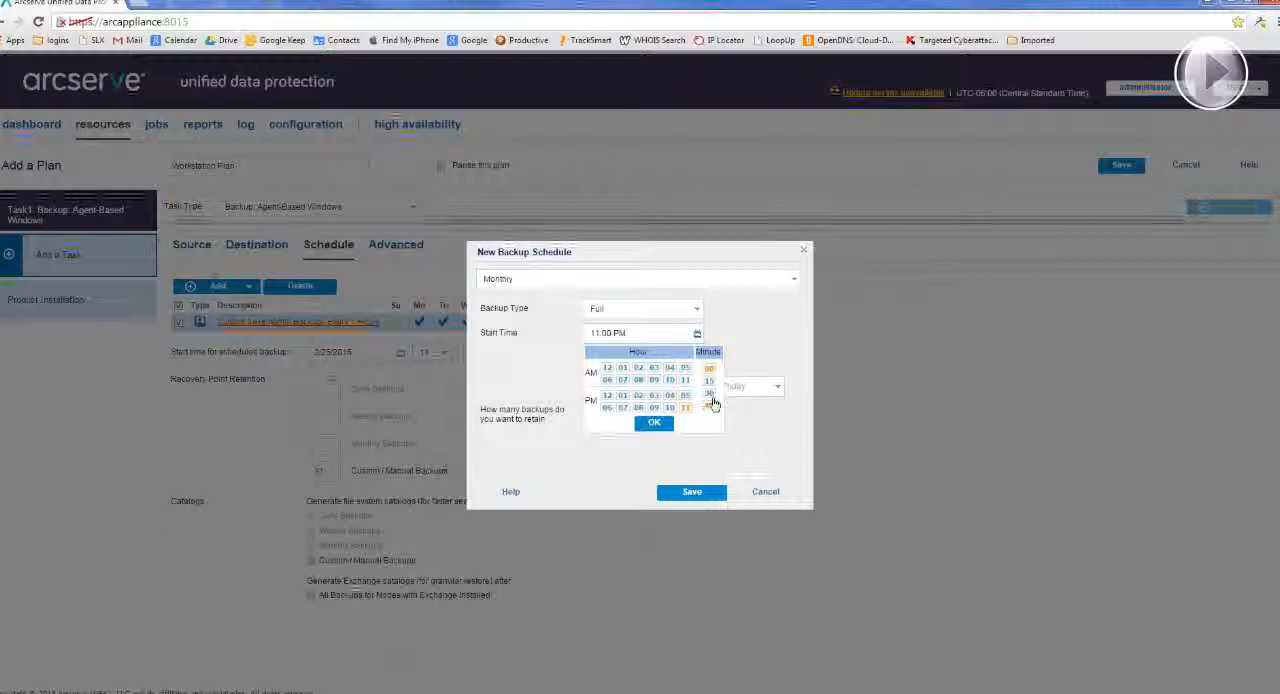 Arcserve Unified Data Pro
https://arcappliance:8015
Apps logins SLX Mail Calendar Drive Google Keep Contacts Find My iPhone Google Productive TrackSmart WHOIS Search IP Locator LoopUp OpenDNS: Cloud-D... Targeted Cyberattac... Imported
arcserve unified data protection
Update server unavailable | UTC-06:00 (Central Standard Time) administrator
dashboard resources jobs reports log configuration | high availability
Add a Plan Workstation Plan Pause this plan Save Cancel Help
Task1: Backup: Agent-Based Windows
Task Type Backup: Agent-Based Windows
Add a Task
Product Installation
Source Destination Schedule Advanced
Add Delete
Type Description Su Mo Tu
Start time for scheduled backup 2/25/2015 11
Recovery Point Retention
Daily Backups
Weekly Backups
Monthly Backups
31 Custom / Manual Backups
Catalogs Generate file system catalogs (for faster sea
Daily Backups
Weekly Backups
Monthly Backups
Custom / Manual Backups
Generate Exchange catalogs (for granular restore) after
All Backups for Nodes with Exchange Installed
New Backup Schedule
Monthly
Backup Type Full
Start Time 11:00 PM
Hour Minute
AM 12 01 02 03 04 05 00
06 07 08 09 10 11 15
PM 12 01 02 03 04 05 30
06 07 08 09 10 11
OK
How many backups do you want to retain
Help Save Cancel